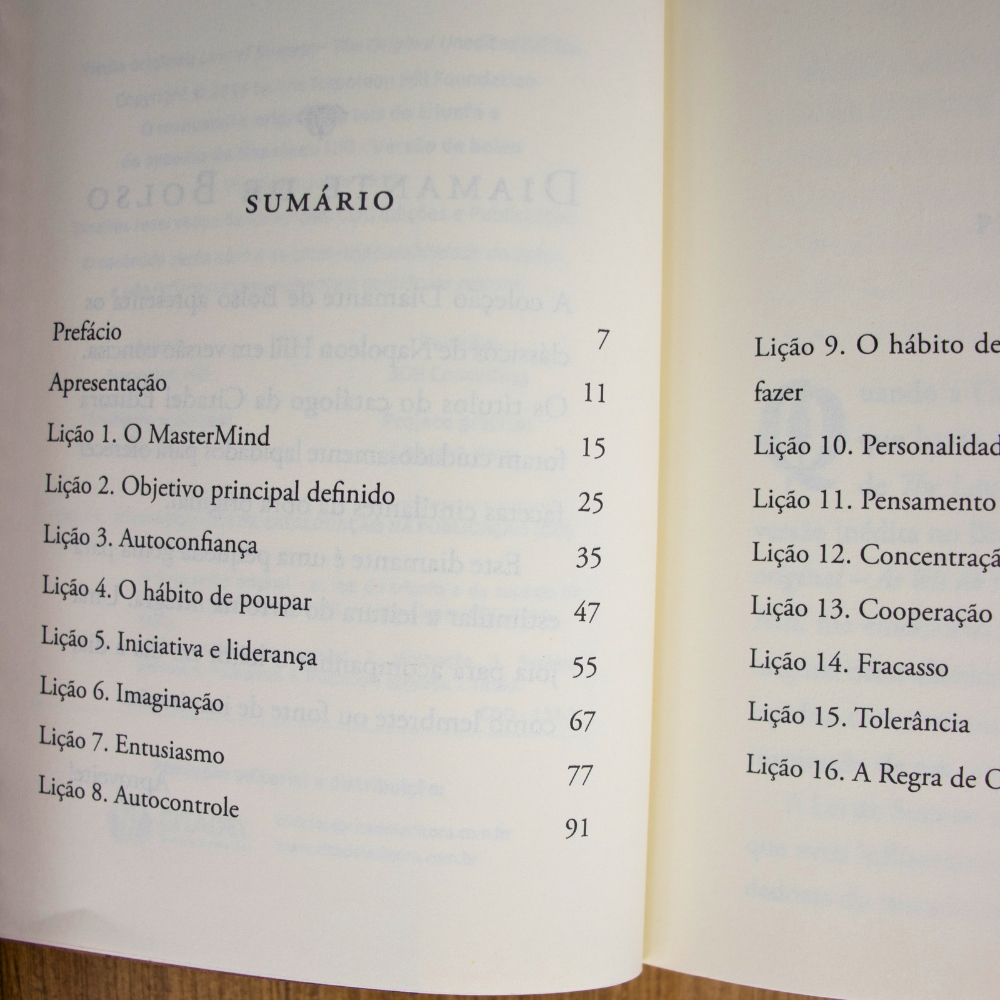 SUMÁRIO
Prefácio 7
Apresentação 11
Lição 1. O MasterMind 15
Lição 2. Objetivo principal definido 25
Lição 3. Autoconfiança 35
Lição 4. O hábito de poupar 47
Lição 5. Iniciativa e liderança 55
Lição 6. Imaginação 67
Lição 7. Entusiasmo 77
Lição 8. Autocontrole 91
Lição 9. O hábito de
fazer
Lição 10. Personalidad
Lição 11. Pensamento
Lição 12. Concentraçã
Lição 13. Cooperação
Lição 14. Fracasso
Lição 15. Tolerância
Lição 16. A Regra de